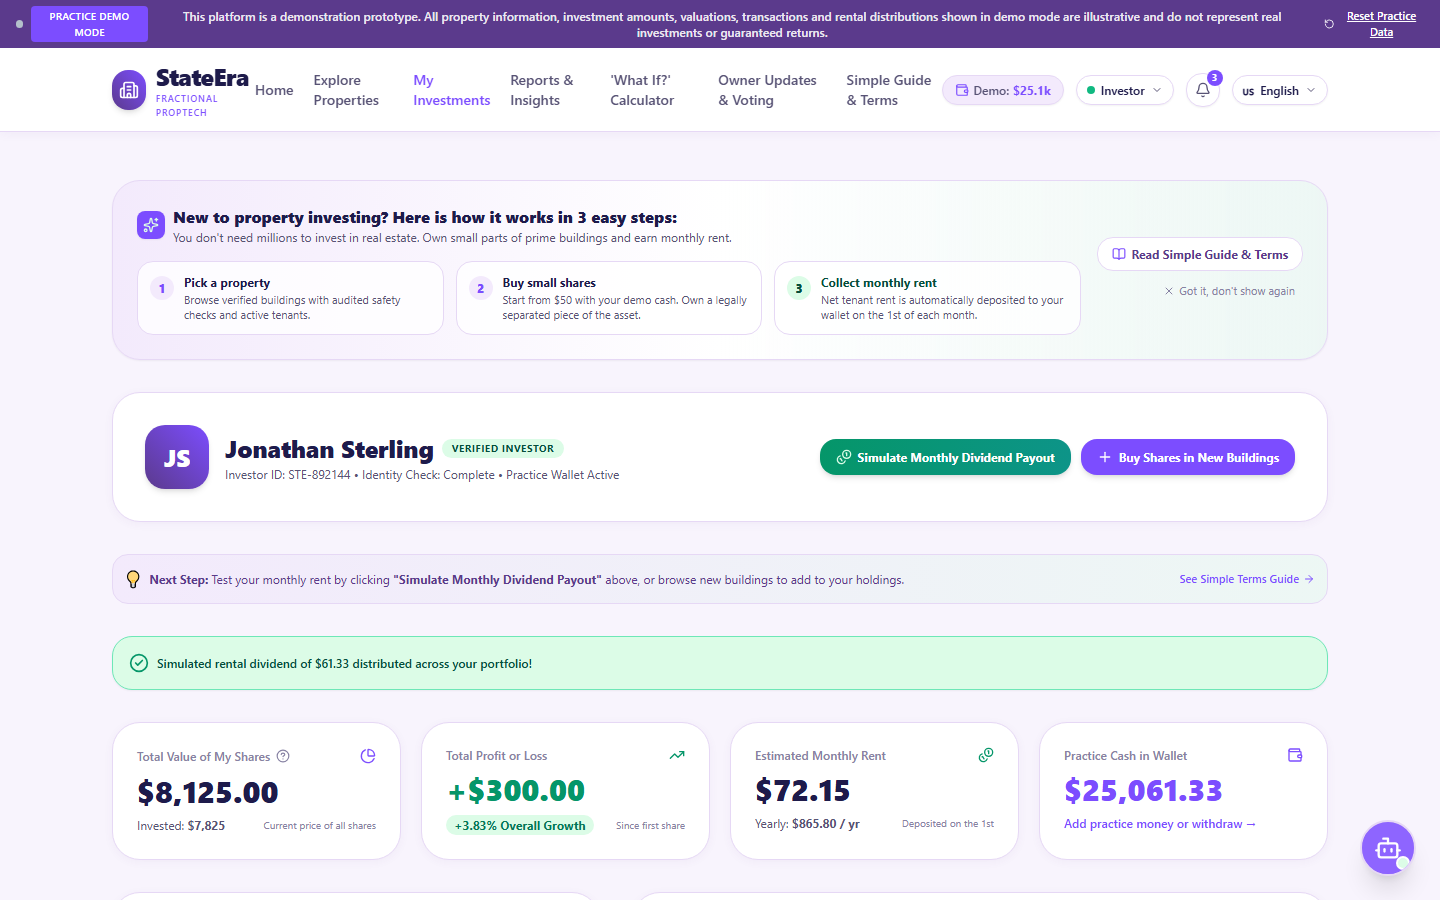 PRACTICE DEMO
MODE
This platform is a demonstration prototype. All property information, investment amounts, valuations, transactions and rental distributions shown in demo mode are illustrative and do not represent real
investments or guaranteed returns.
Reset Practice
Data
StateEra
FRACTIONAL
PROPTECH
Home
Explore
Properties
My
Investments
Reports &
Insights
'What If?'
Calculator
Owner Updates
& Voting
Simple Guide
& Terms
Demo: $25.1k
Investor
3
us English
New to property investing? Here is how it works in 3 easy steps:
You don't need millions to invest in real estate. Own small parts of prime buildings and earn monthly rent.
1
Pick a property
Browse verified buildings with audited safety
checks and active tenants.
2
Buy small shares
Start from $50 with your demo cash. Own a legally
separated piece of the asset.
3
Collect monthly rent
Net tenant rent is automatically deposited to your
wallet on the 1st of each month.
Read Simple Guide & Terms
Got it, don't show again
JS
Jonathan Sterling
VERIFIED INVESTOR
Investor ID: STE-892144 • Identity Check: Complete • Practice Wallet Active
Simulate Monthly Dividend Payout
Buy Shares in New Buildings
Next Step: Test your monthly rent by clicking "Simulate Monthly Dividend Payout" above, or browse new buildings to add to your holdings.
See Simple Terms Guide →
Simulated rental dividend of $61.33 distributed across your portfolio!
Total Value of My Shares
$8,125.00
Invested: $7,825
Current price of all shares
Total Profit or Loss
+$300.00
+3.83% Overall Growth
Since first share
Estimated Monthly Rent
$72.15
Yearly: $865.80 / yr
Deposited on the 1st
Practice Cash in Wallet
$25,061.33
Add practice money or withdraw →